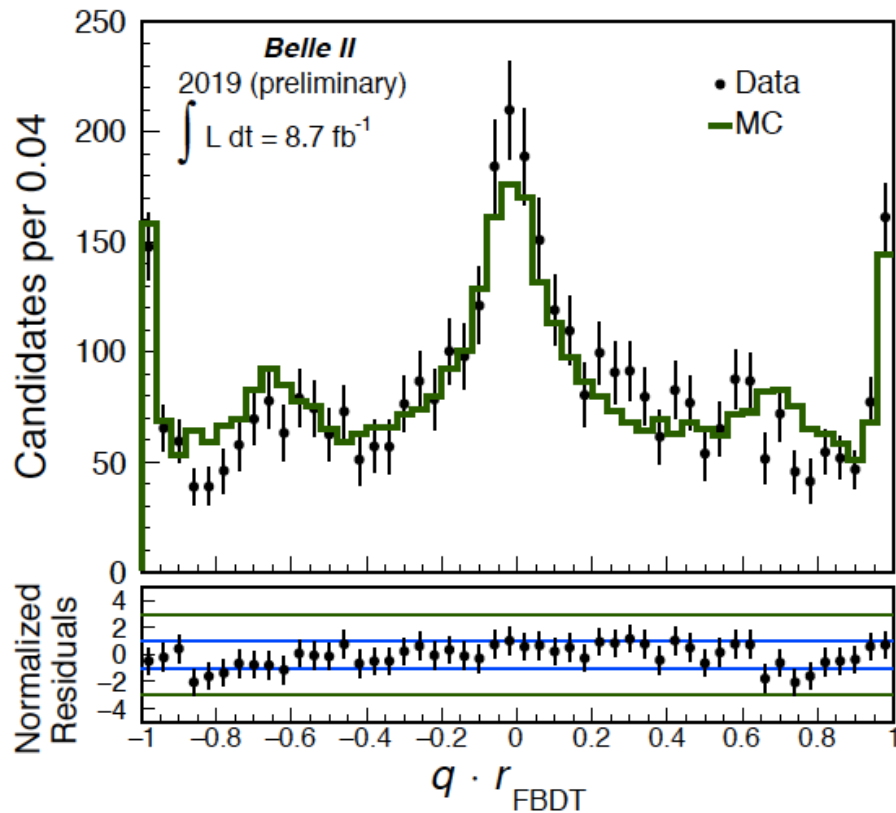 250
200
150
100
50
0
Candidates per 0.04
Belle II
2019 (preliminary)
∫ L dt = 8.7 fb⁻¹
Data
MC
4
2
0
−2
−4
Normalized
Residuals
−1 −0.8 −0.6 −0.4 −0.2 0 0.2 0.4 0.6 0.8 1
q · r_FBDT